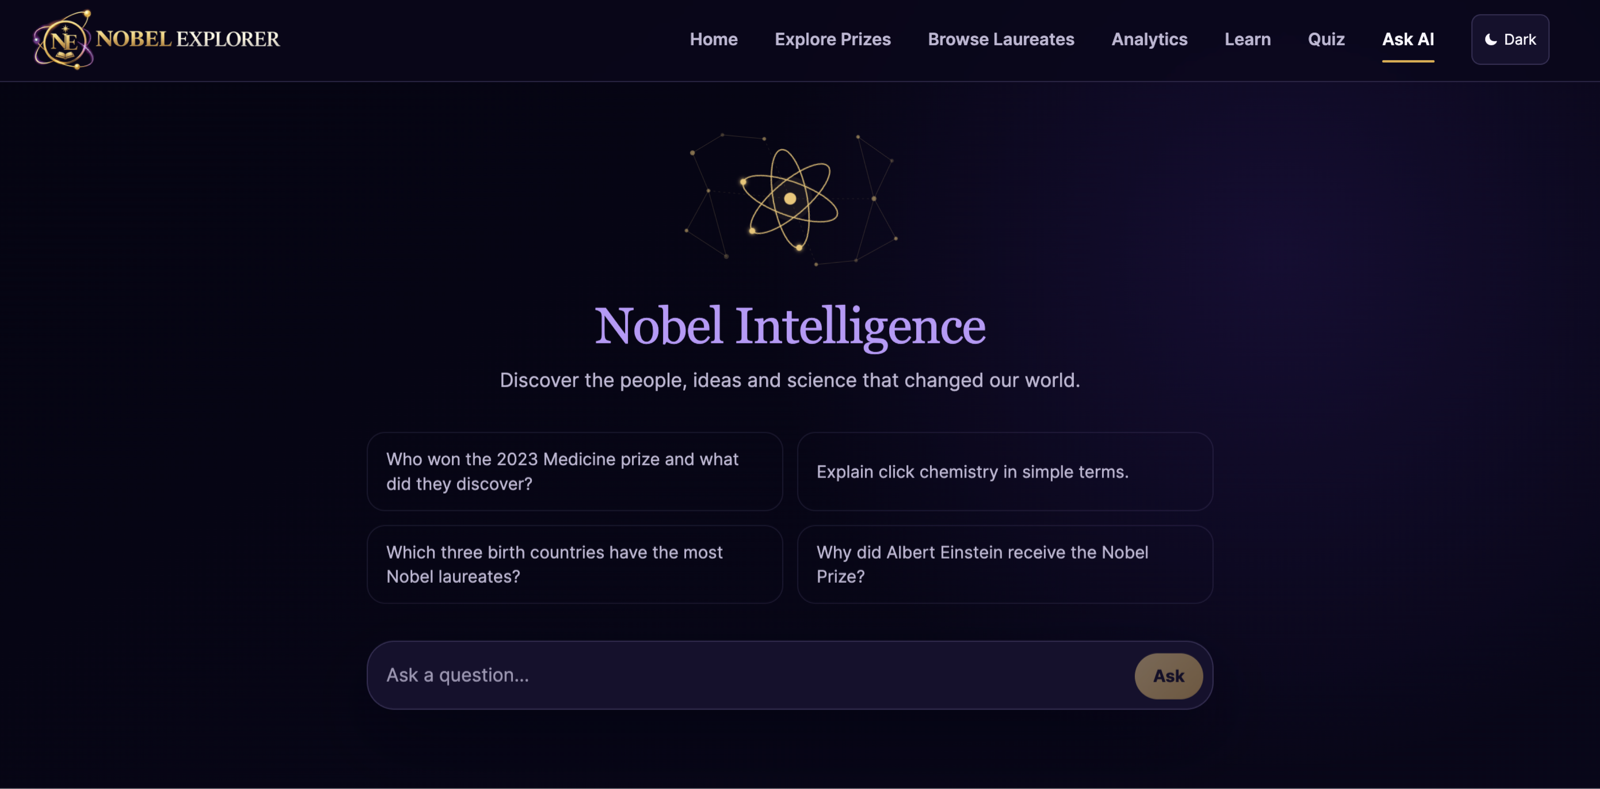 NE NOBEL EXPLORER
Home Explore Prizes Browse Laureates Analytics Learn Quiz Ask AI Dark
Nobel Intelligence
Discover the people, ideas and science that changed our world.
Who won the 2023 Medicine prize and what
did they discover?
Explain click chemistry in simple terms.
Which three birth countries have the most
Nobel laureates?
Why did Albert Einstein receive the Nobel
Prize?
Ask a question...
Ask